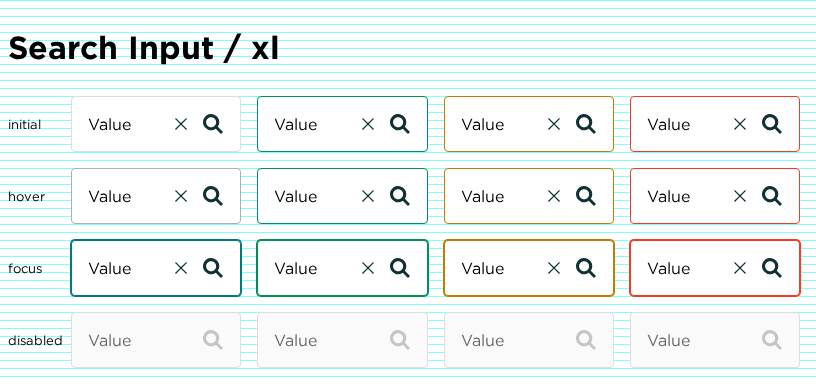 Search Input / xl
initial Value Value Value Value
hover Value Value Value Value
focus Value Value Value Value
disabled Value Value Value Value